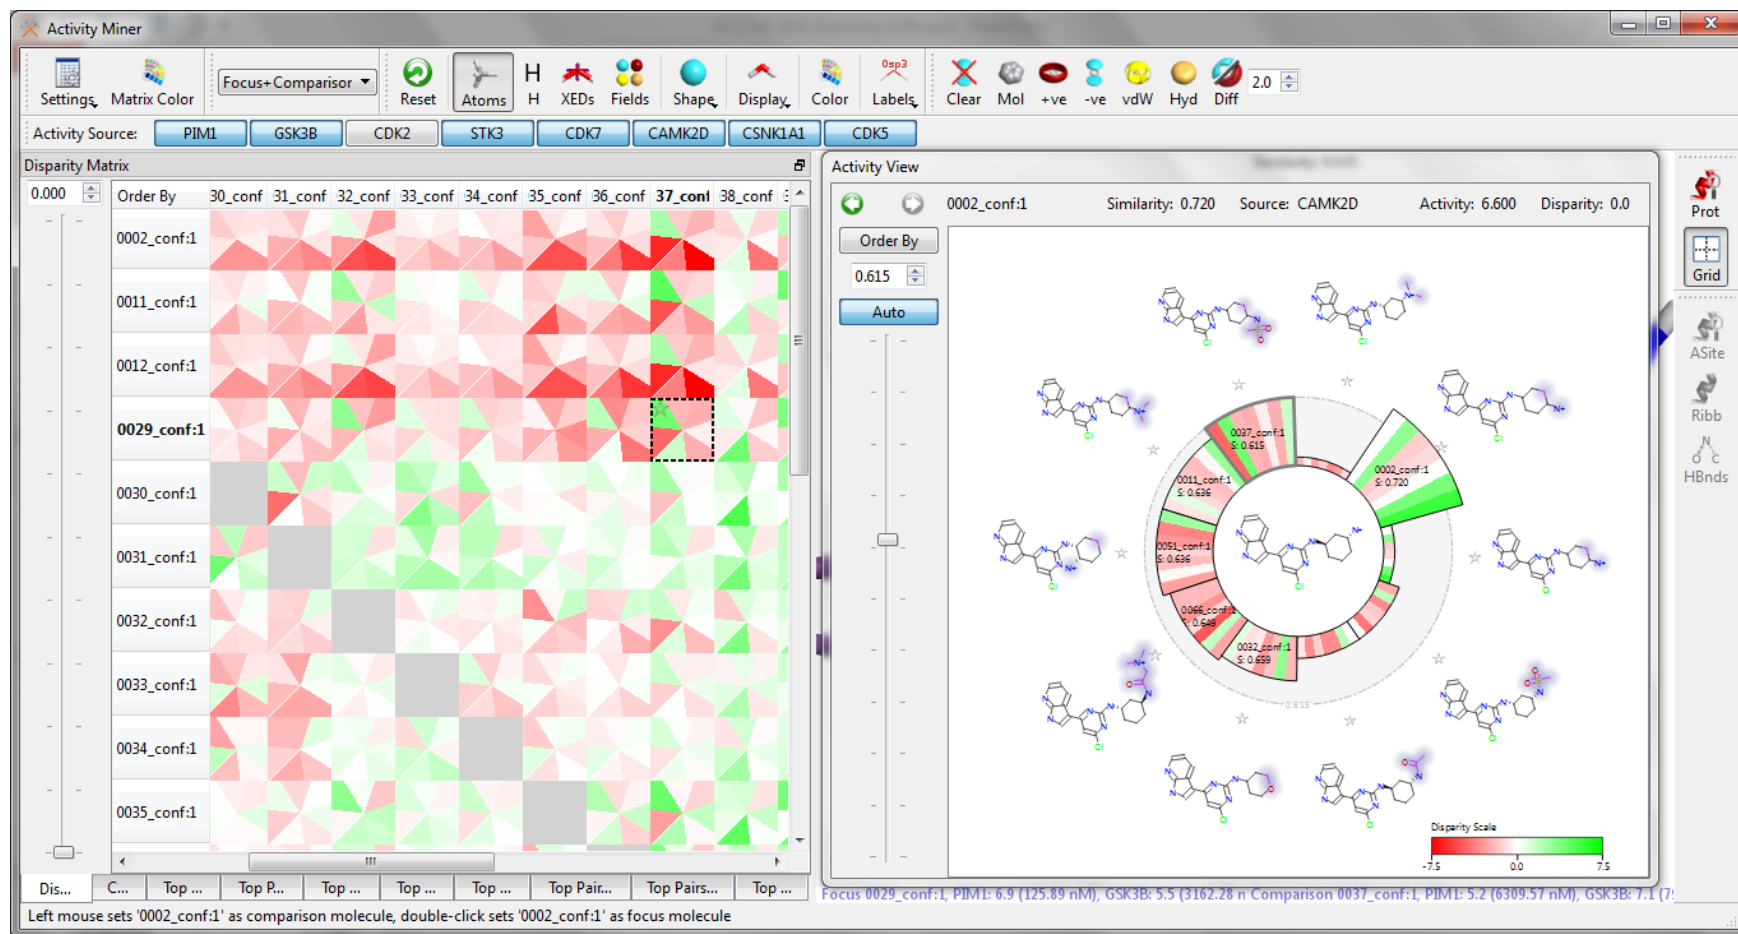 Activity Miner
Settings Matrix Color Focus+Comparisor Reset Atoms H H XEDs Fields Shape Display Color 0sp3 Labels Clear Mol +ve -ve vdW Hyd Diff 2.0
Activity Source: PIM1 GSK3B CDK2 STK3 CDK7 CAMK2D CSNK1A1 CDK5
Disparity Matrix
0.000 Order By 30_conf 31_conf 32_conf 33_conf 34_conf 35_conf 36_conf 37_conf 38_conf
0002_conf:1
0011_conf:1
0012_conf:1
0029_conf:1
0030_conf:1
0031_conf:1
0032_conf:1
0033_conf:1
0034_conf:1
0035_conf:1
Dis... C... Top ... Top P... Top ... Top ... Top ... Top Pair... Top Pairs... Top ...
Activity View
0002_conf:1 Similarity: 0.720 Source: CAMK2D Activity: 6.600 Disparity: 0.0
Order By
0.615
Auto
0037_conf:1
S: 0.615
0002_conf:1
S: 0.720
0011_conf:1
S: 0.636
0051_conf:1
S: 0.636
0066_conf:1
S: 0.649
0032_conf:1
S: 0.659
0.615
Disparity Scale
-7.5 0.0 7.5
Prot
Grid
ASite
Ribb
N
O C
HBnds
Focus 0029_conf:1, PIM1: 6.9 (125.89 nM), GSK3B: 5.5 (3162.28 n Comparison 0037_conf:1, PIM1: 5.2 (6309.57 nM), GSK3B: 7.1 (7
Left mouse sets '0002_conf:1' as comparison molecule, double-click sets '0002_conf:1' as focus molecule